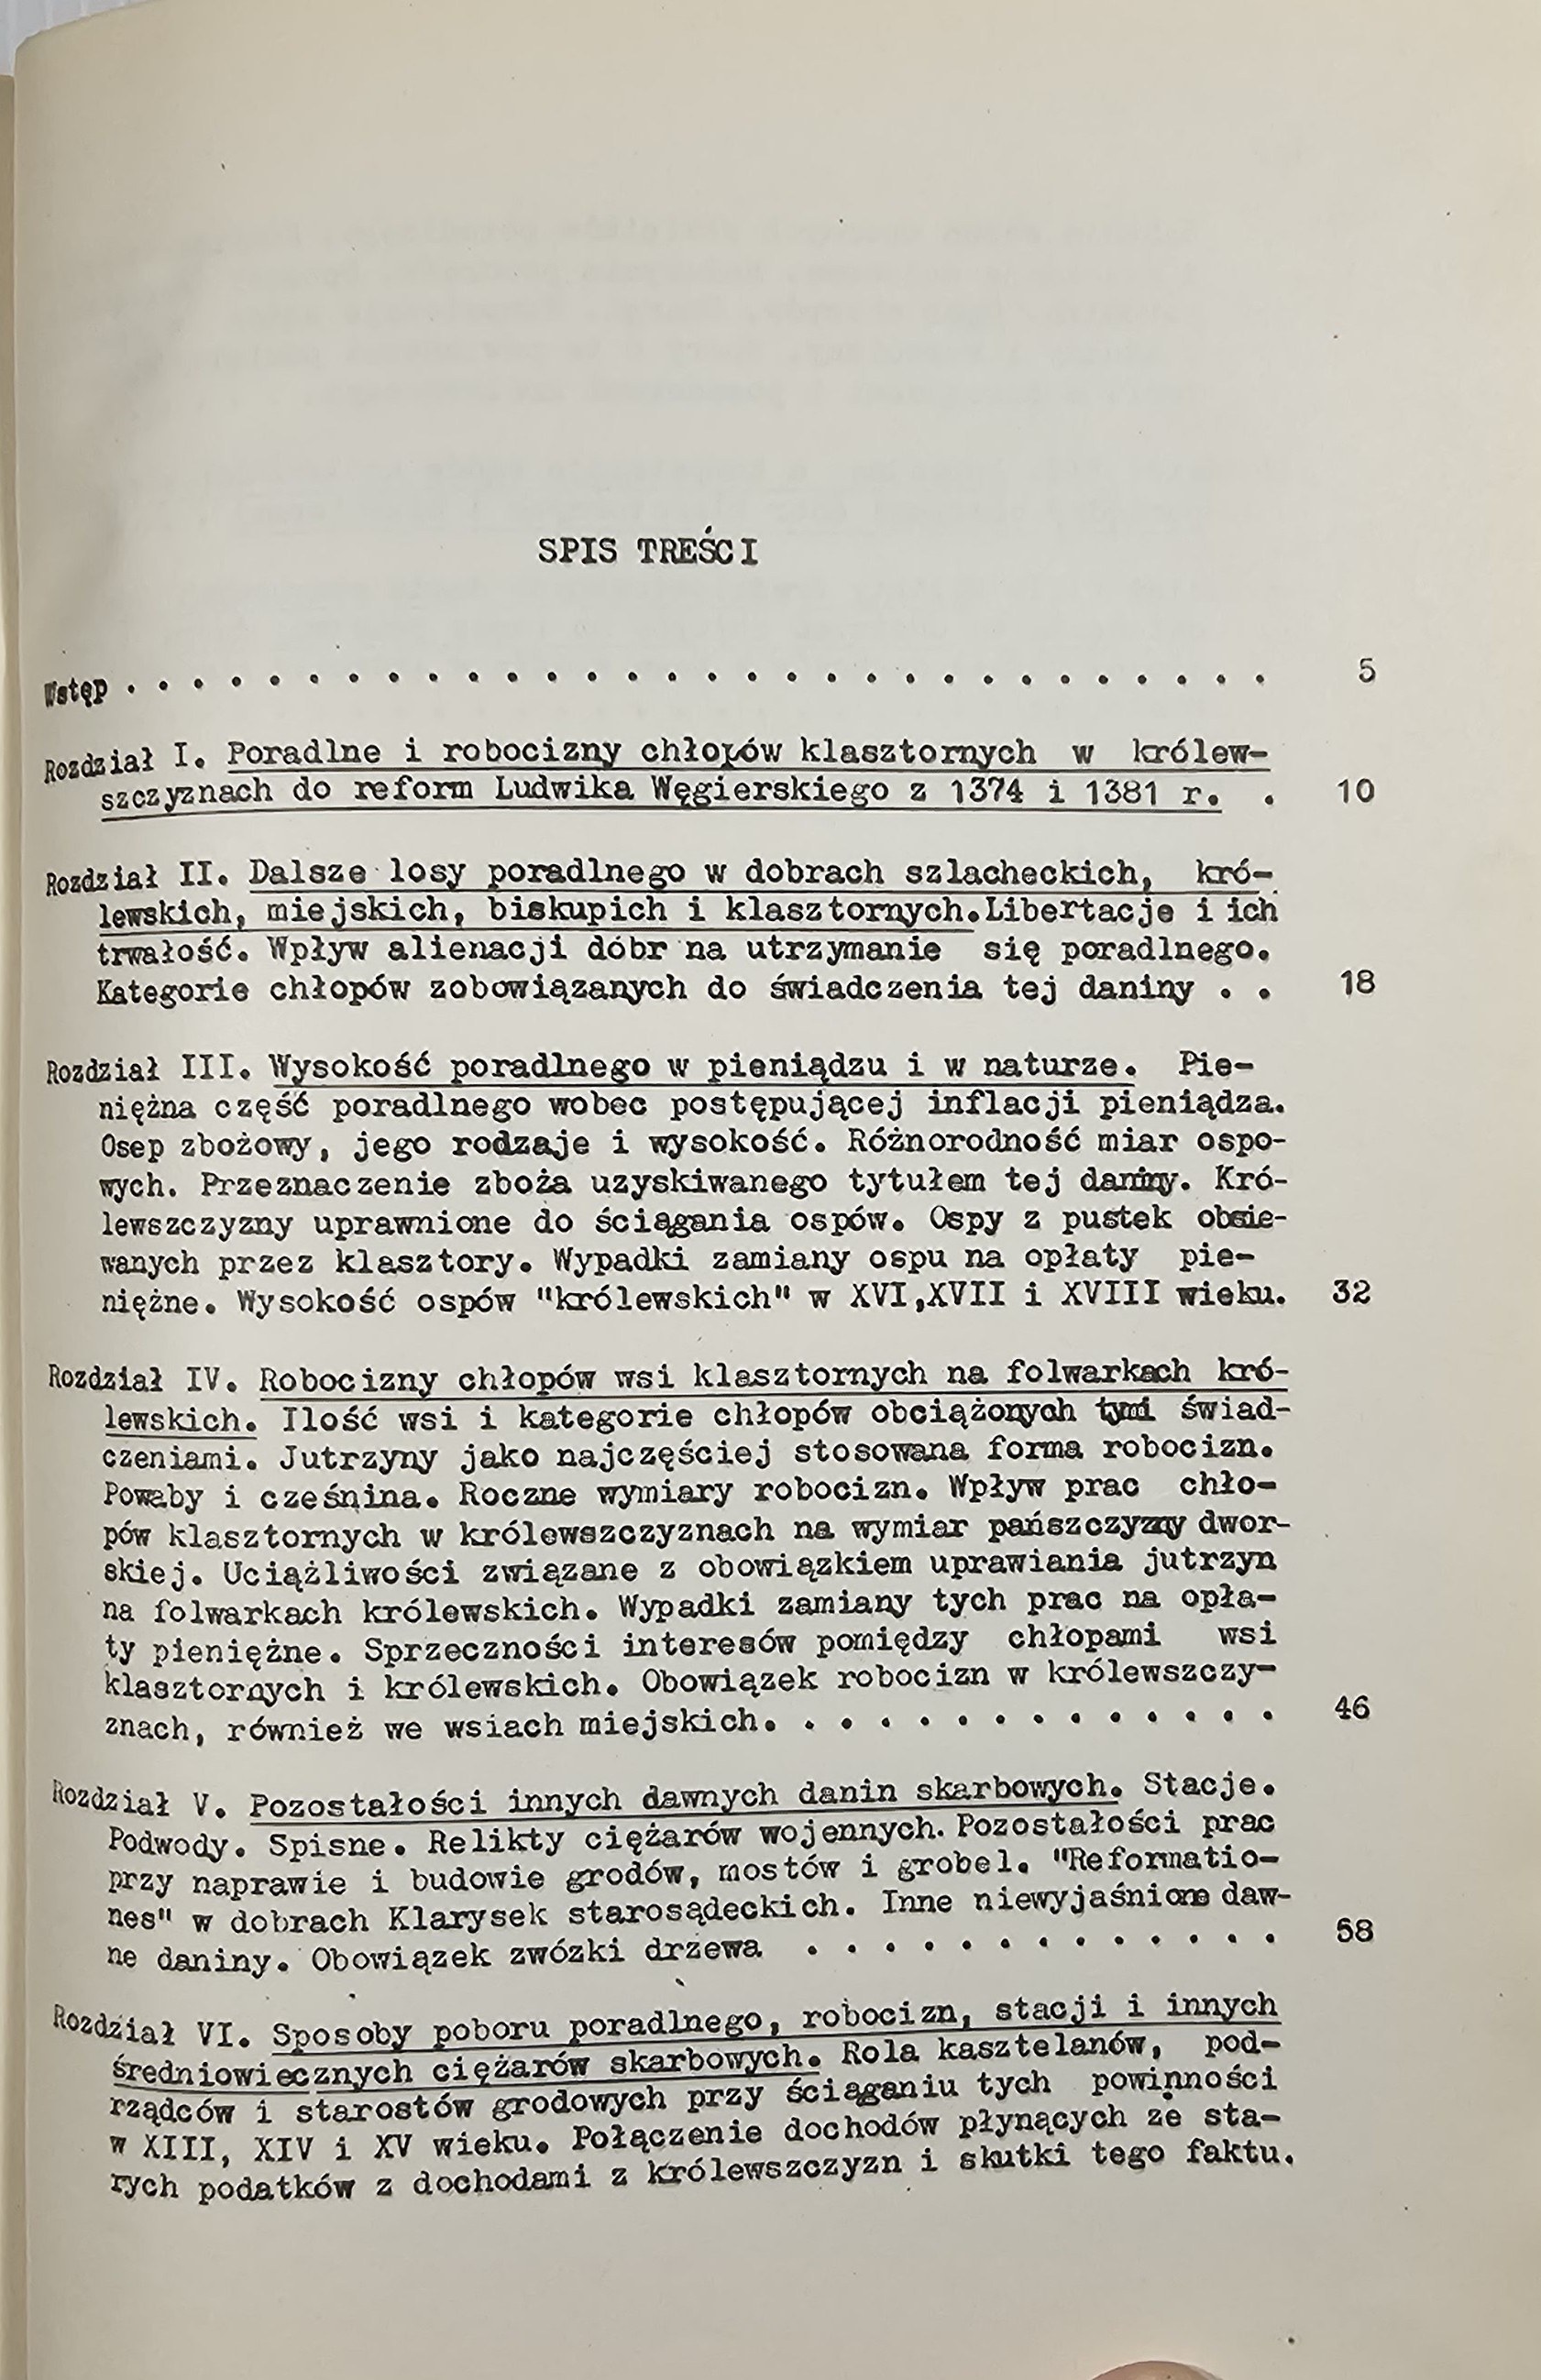 SPIS TREŚCI
Wstęp . . . . . . . . . . . . . . . . . . . . . . . . . . . . . . 5
Rozdział I. Poradlne i robocizny chłopów klasztornych w królew-
szczyznach do reform Ludwika Węgierskiego z 1374 i 1381 r. . 10
Rozdział II. Dalsze losy poradlnego w dobrach szlacheckich, kró-
lewskich, miejskich, biskupich i klasztornych. Libertacje i ich
trwałość. Wpływ alienacji dóbr na utrzymanie się poradlnego.
Kategorie chłopów zobowiązanych do świadczenia tej daniny . . 18
Rozdział III. Wysokość poradlnego w pieniądzu i w naturze. Pie-
niężna część poradlnego wobec postępującej inflacji pieniądza.
Osep zbożowy, jego rodzaje i wysokość. Różnorodność miar ospo-
wych. Przeznaczenie zboża uzyskiwanego tytułem tej daniny. Kró-
lewszczyzny uprawnione do ściągania ospów. Ospy z pustek obsie-
wanych przez klasztory. Wypadki zamiany ospu na opłaty pie-
niężne. Wysokość ospów "królewskich" w XVI,XVII i XVIII wieku. 32
Rozdział IV. Robocizny chłopów wsi klasztornych na folwarkach kró-
lewskich. Ilość wsi i kategorie chłopów obciążonych tymi świad-
czeniami. Jutrzyny jako najczęściej stosowana forma robocizn.
Powaby i cześnina. Roczne wymiary robocizn. Wpływ prac chło-
pów klasztornych w królewszczyznach na wymiar pańszczyzny dwor-
skiej. Uciążliwości związane z obowiązkiem uprawiania jutrzyn
na folwarkach królewskich. Wypadki zamiany tych prac na opła-
ty pieniężne. Sprzeczności interesów pomiędzy chłopami wsi
klasztornych i królewskich. Obowiązek robocizn w królewszczy-
znach, również we wsiach miejskich. . . . . . . . . . . . . . 46
Rozdział V. Pozostałości innych dawnych danin skarbowych. Stacje.
Podwody. Spisne. Relikty ciężarów wojennych. Pozostałości prac
przy naprawie i budowie grodów, mostów i grobel. "Reformatio-
nes" w dobrach Klarysek starosądeckich. Inne niewyjaśnione daw-
ne daniny. Obowiązek zwózki drzewa . . . . . . . . . . . . . 58
Rozdział VI. Sposoby poboru poradlnego, robocizn, stacji i innych
średniowiecznych ciężarów skarbowych. Rola kasztelanów, pod-
rządców i starostów grodowych przy ściąganiu tych powinności
w XIII, XIV i XV wieku. Połączenie dochodów płynących ze sta-
rych podatków z dochodami z królewszczyzn i skutki tego faktu.